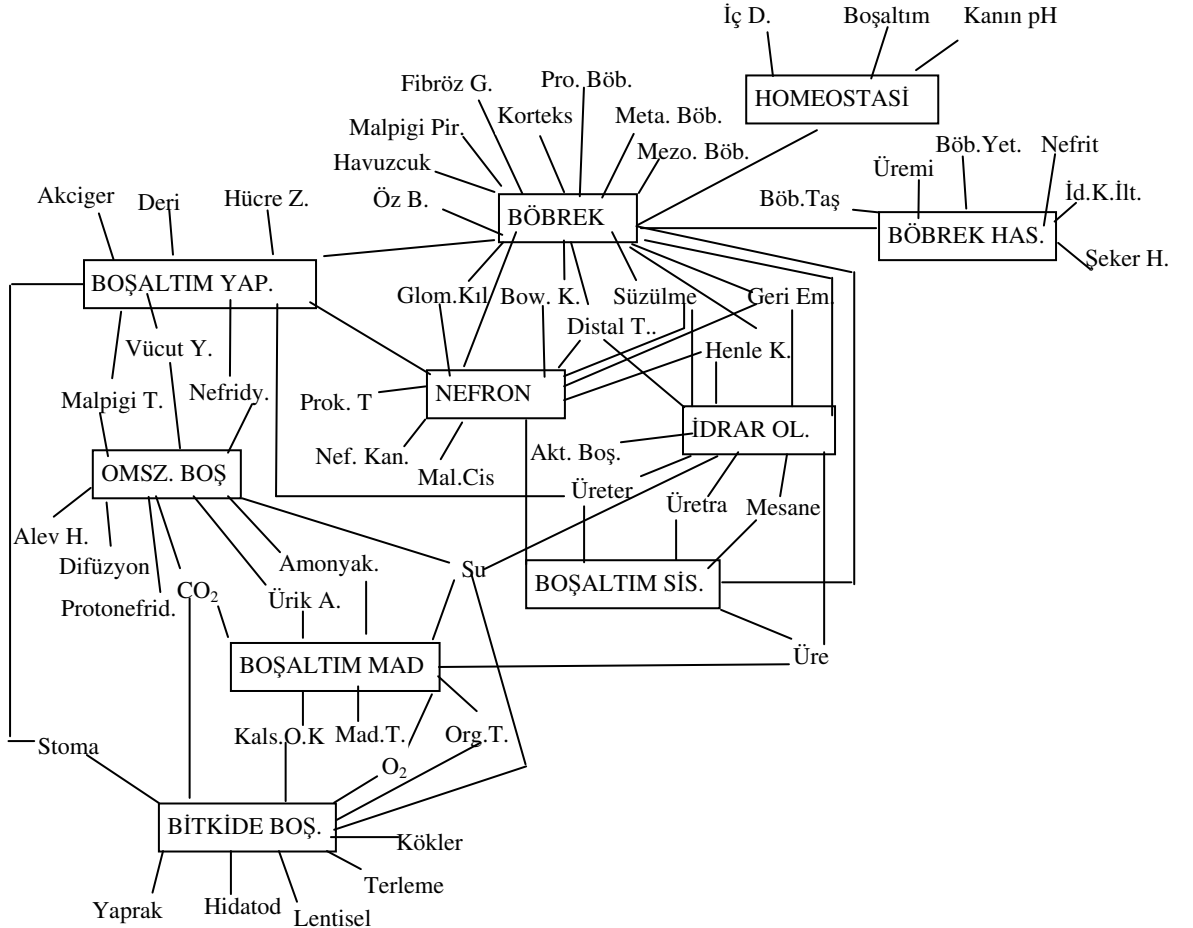 İç D.
Boşaltım
Kanın pH
HOMEOSTASİ
Fibröz G.
Pro. Böb.
Malpigi Pir.
Korteks
Meta. Böb.
Havuzcuk
Mezo. Böb.
Öz B.
BÖBREK
Böb.Yet.
Nefrit
Üremi
Böb.Taş
İd.K.İlt.
BÖBREK HAS.
Şeker H.
Akciger
Deri
Hücre Z.
BOŞALTIM YAP.
Glom.Kıl
Bow. K.
Süzülme
Geri Em.
Distal T..
Henle K.
Vücut Y.
Malpigi T.
Nefridy.
Prok. T
NEFRON
Nef. Kan.
Mal.Cis
Akt. Boş.
İDRAR OL.
OMSZ. BOŞ
Üreter
Üretra
Mesane
Alev H.
Difüzyon
Protonefrid.
CO₂
Amonyak.
Ürik A.
Su
BOŞALTIM SİS.
Üre
BOŞALTIM MAD
Kals.O.K
Mad.T.
Org.T.
O₂
Stoma
BİTKİDE BOŞ.
Kökler
Terleme
Yaprak
Hidatod
Lentisel